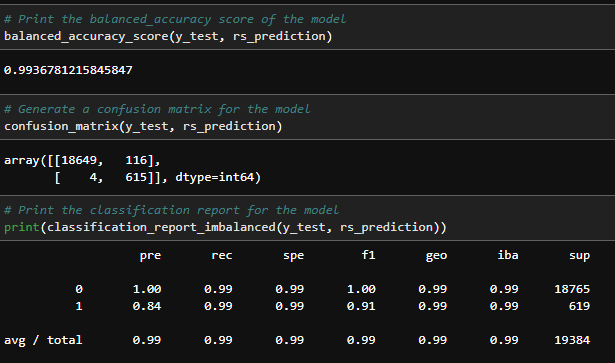 # Print the balanced_accuracy score of the model
balanced_accuracy_score(y_test, rs_prediction)
0.9936781215845847
# Generate a confusion matrix for the model
confusion_matrix(y_test, rs_prediction)
array([[18649,   116],
       [    4,   615]], dtype=int64)
# Print the classification report for the model
print(classification_report_imbalanced(y_test, rs_prediction))
                   pre       rec       spe        f1       geo       iba       sup
          0       1.00      0.99      0.99      1.00      0.99      0.99     18765
          1       0.84      0.99      0.99      0.91      0.99      0.99       619
avg / total       0.99      0.99      0.99      0.99      0.99      0.99     19384